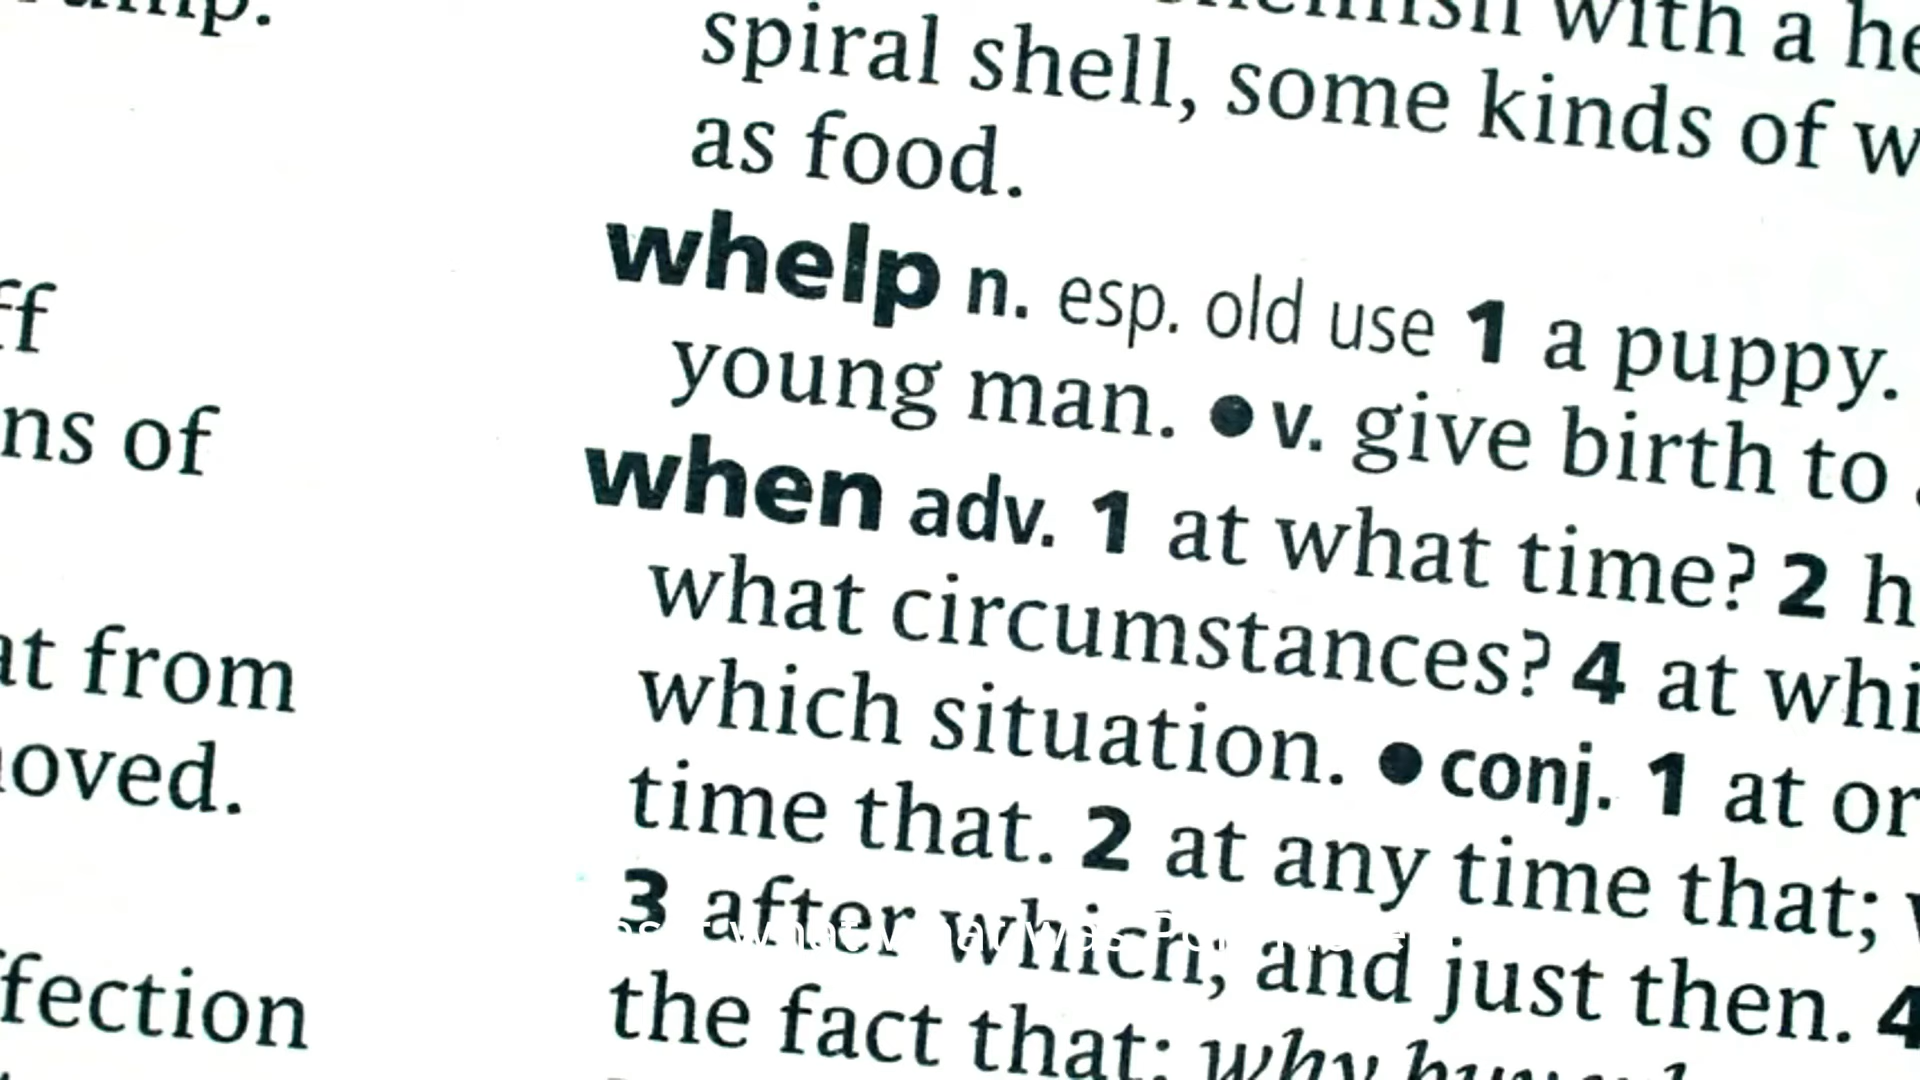 with a
spiral shell, some kinds of
as food.
whelp n. esp. old use 1 a puppy.
young man. ● v. give birth to
when adv. 1 at what time? 2
what circumstances? 4 at
which situation. ● conj. 1 at or
time that. 2 at any time that;
3 after which, and just then. 4
the fact that: why
ff
ns of
at from
oved.
fection